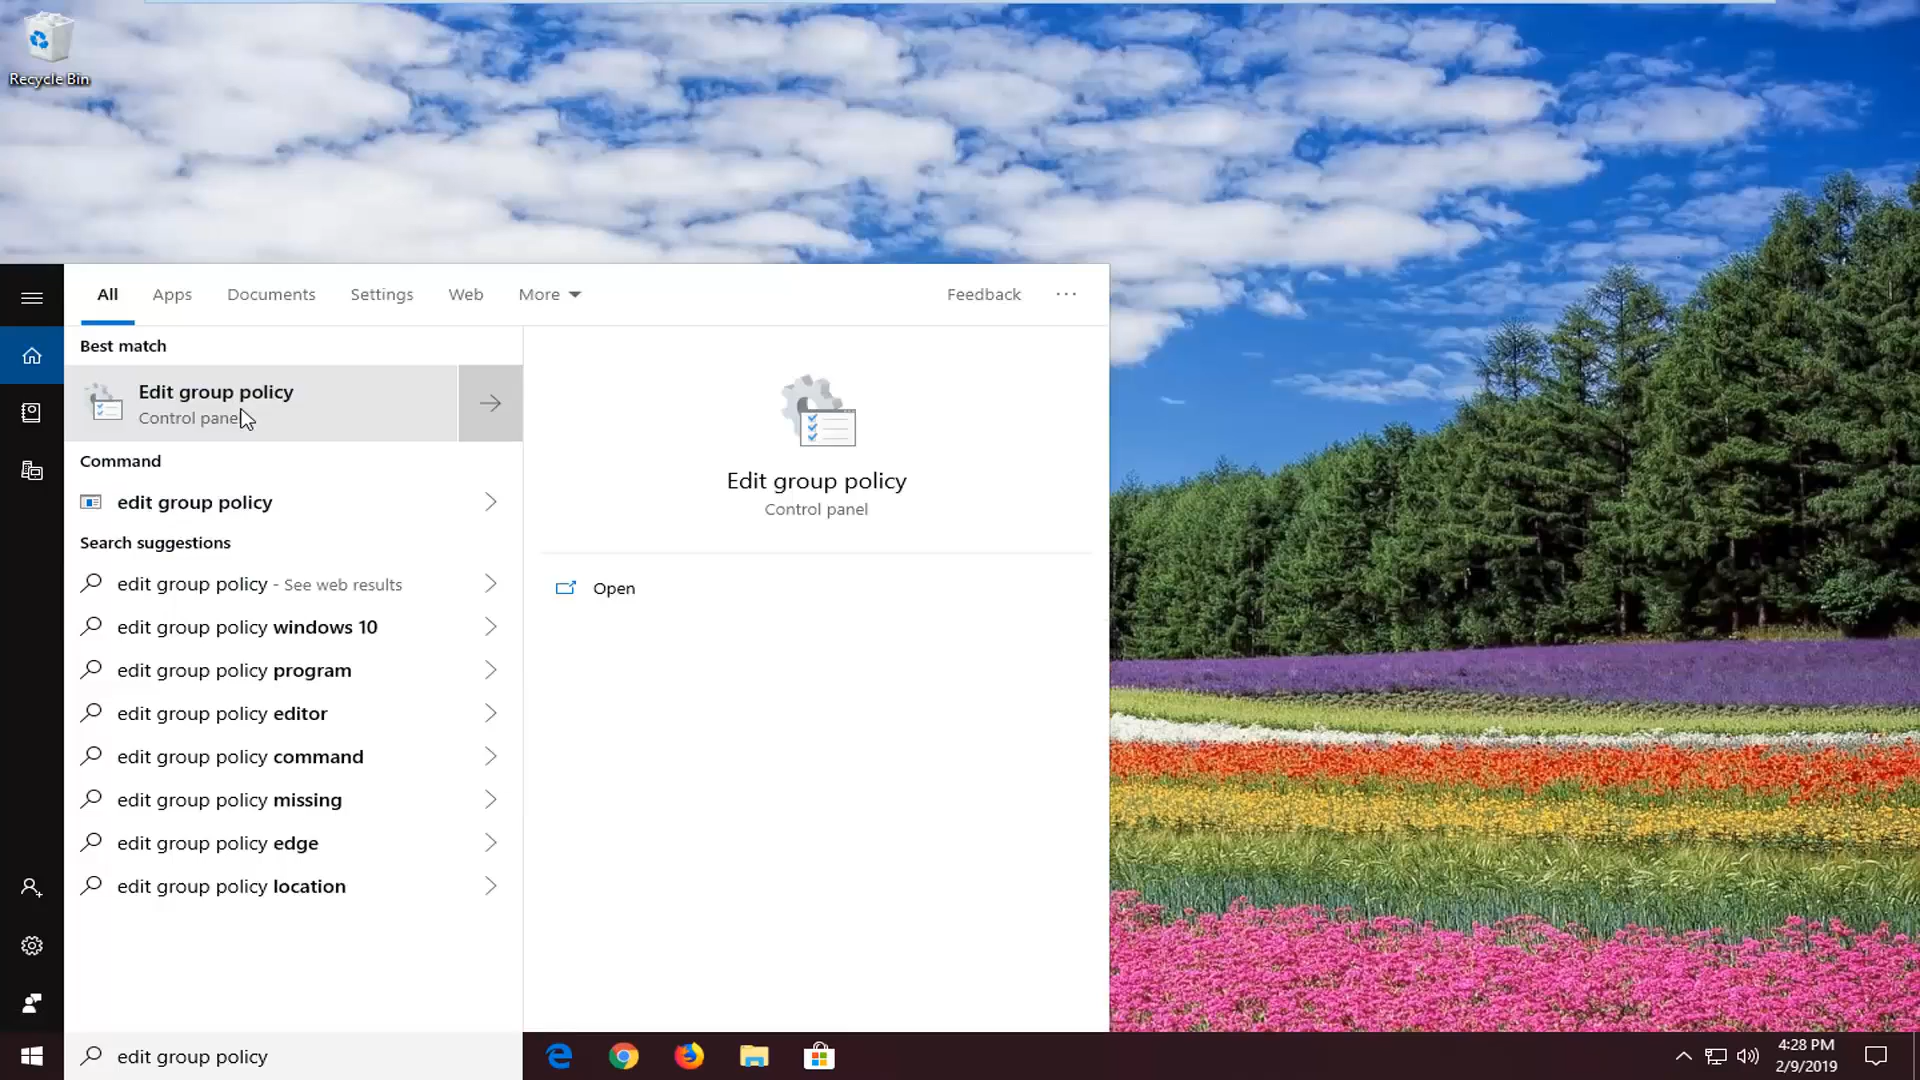 Recycle Bin
All Apps Documents Settings Web More Feedback ...
Best match
Edit group policy
Control panel
Command
edit group policy
Search suggestions
edit group policy - See web results
edit group policy windows 10
edit group policy program
edit group policy editor
edit group policy command
edit group policy missing
edit group policy edge
edit group policy location
Edit group policy
Control panel
Open
edit group policy
4:28 PM
2/9/2019